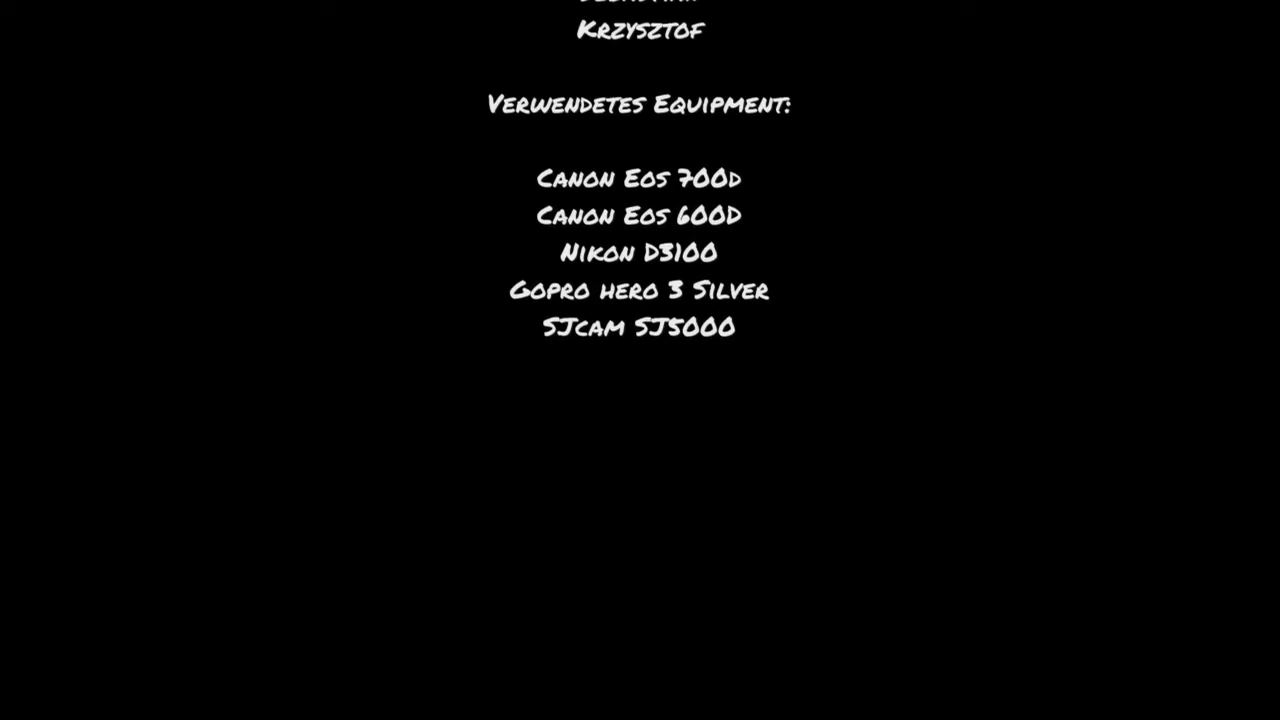 Krzysztof
Verwendetes Equipment:
Canon Eos 700D
Canon Eos 600D
Nikon D3100
Gopro hero 3 Silver
SJcam SJ5000